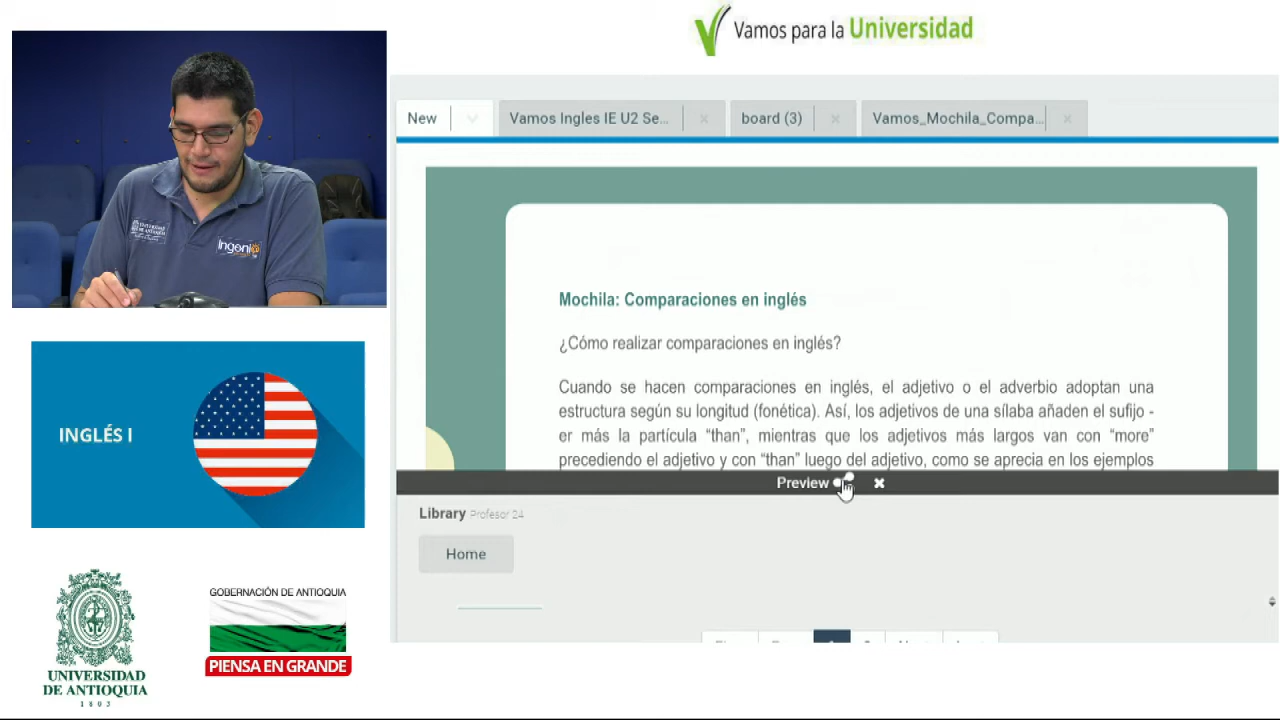 Vamos para la Universidad
New
Vamos Ingles IE U2 Se...
board (3)
Vamos_Mochila_Compa...
Mochila: Comparaciones en inglés
¿Cómo realizar comparaciones en inglés?
Cuando se hacen comparaciones en inglés, el adjetivo o el adverbio adoptan una
estructura según su longitud (fonética). Así, los adjetivos de una sílaba añaden el sufijo -
er más la partícula “than”, mientras que los adjetivos más largos van con “more”
precediendo el adjetivo y con “than” luego del adjetivo, como se aprecia en los ejemplos
Preview
Library Profesor 24
Home
ingeni@
INGLÉS I
UNIVERSIDAD
DE ANTIOQUIA
1803
GOBERNACIÓN DE ANTIOQUIA
PIENSA EN GRANDE